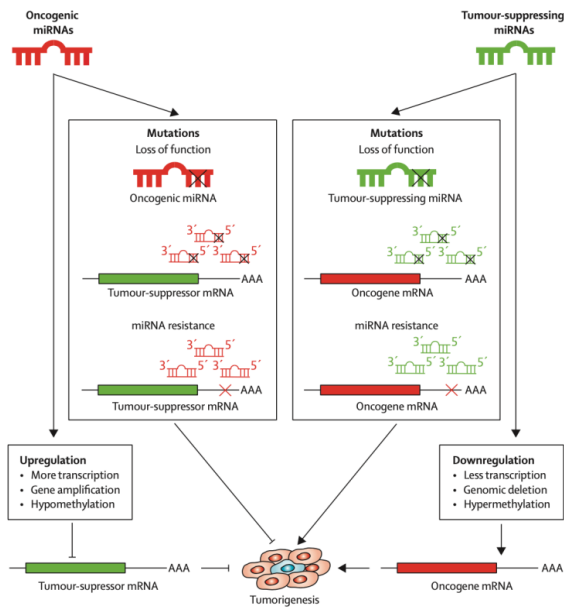 Oncogenic
miRNAs
Tumour-suppressing
miRNAs
Mutations
Loss of function
Oncogenic miRNA
3′ 5′
3′ 5′ 3′ 5′
AAA
Tumour-suppressor mRNA
miRNA resistance
3′ 5′
3′ 5′ 3′ 5′
AAA
Tumour-suppressor mRNA
Mutations
Loss of function
Tumour-suppressing miRNA
3′ 5′
3′ 5′ 3′ 5′
AAA
Oncogene mRNA
miRNA resistance
3′ 5′
3′ 5′ 3′ 5′
AAA
Oncogene mRNA
Upregulation
• More transcription
• Gene amplification
• Hypomethylation
Downregulation
• Less transcription
• Genomic deletion
• Hypermethylation
AAA
Tumour-supressor mRNA
Tumorigenesis
AAA
Oncogene mRNA